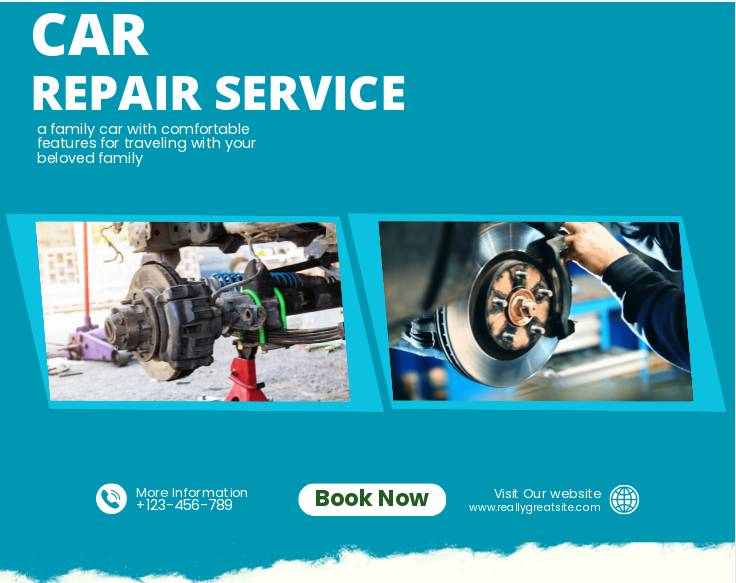 CAR
REPAIR SERVICE
a family car with comfortable
features for traveling with your
beloved family
More Information
+123-456-789
Book Now
Visit Our website
www.reallygreatsite.com